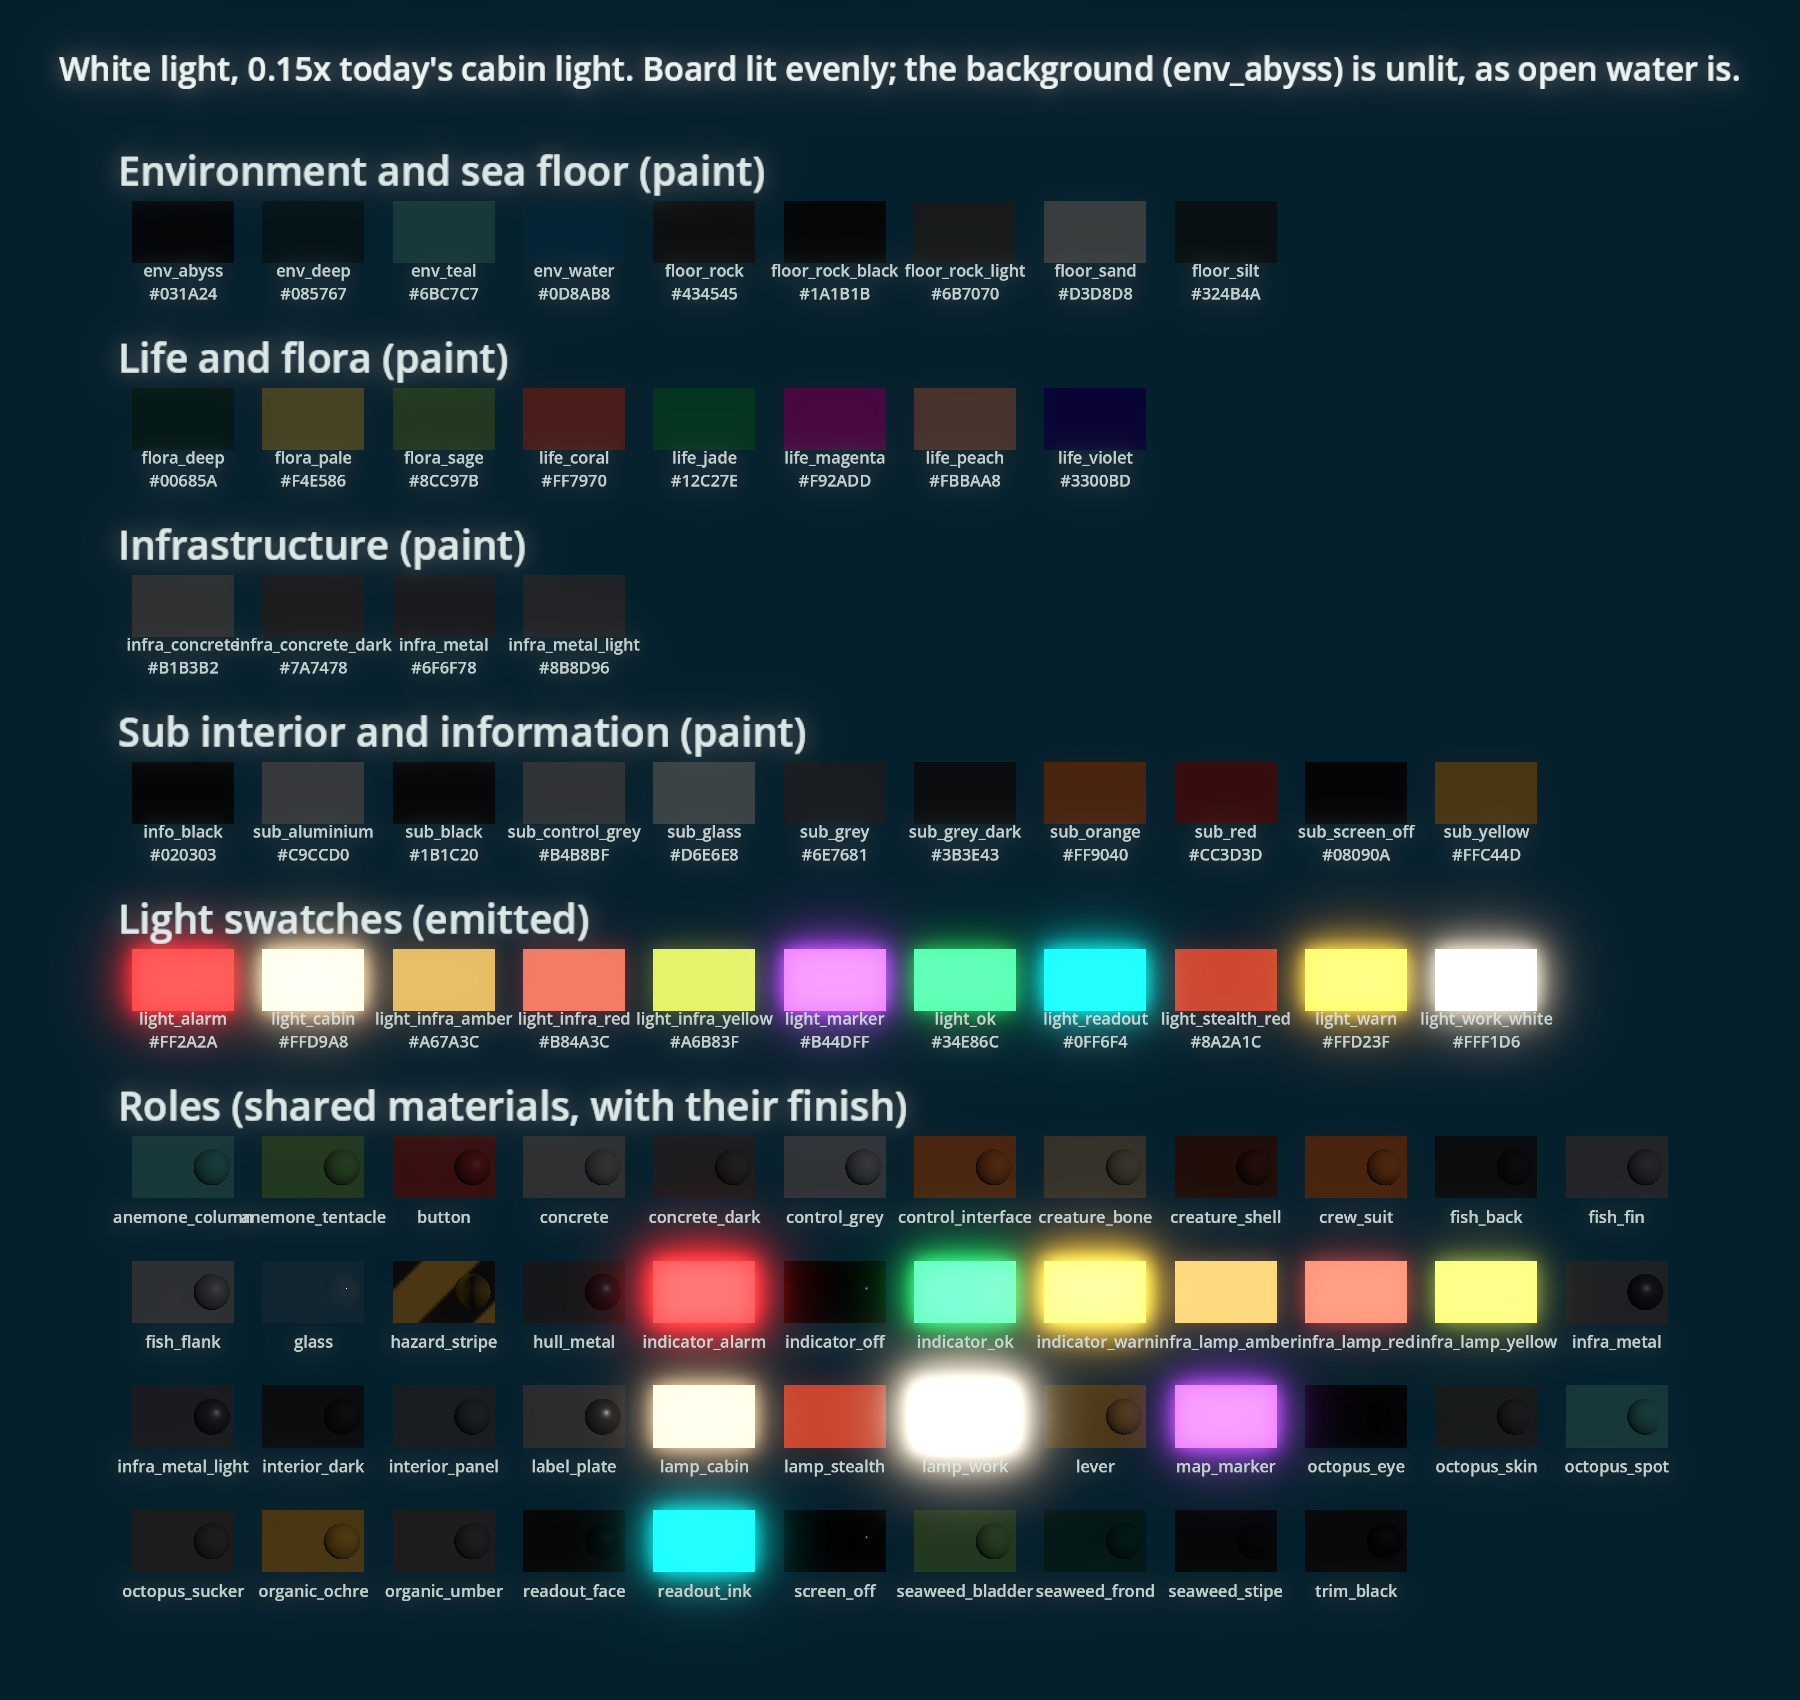 White light, 0.15x today's cabin light. Board lit evenly; the background (env_abyss) is unlit, as open water is.
Environment and sea floor (paint)
env_abyss env_deep env_teal env_water floor_rock floor_rock_black floor_rock_light floor_sand floor_silt
#031A24 #085767 #6BC7C7 #0D8AB8 #434545 #1A1B1B #6B7070 #D3D8D8 #324B4A
Life and flora (paint)
flora_deep flora_pale flora_sage life_coral life_jade life_magenta life_peach life_violet
#00685A #F4E586 #8CC97B #FF7970 #12C27E #F92ADD #FBBAA8 #3300BD
Infrastructure (paint)
infra_concrete infra_concrete_dark infra_metal infra_metal_light
#B1B3B2 #7A7478 #6F6F78 #8B8D96
Sub interior and information (paint)
info_black sub_aluminium sub_black sub_control_grey sub_glass sub_grey sub_grey_dark sub_orange sub_red sub_screen_off sub_yellow
#020303 #C9CCD0 #1B1C20 #B4B8BF #D6E6E8 #6E7681 #3B3E43 #FF9040 #CC3D3D #08090A #FFC44D
Light swatches (emitted)
light_alarm light_cabin light_infra_amber light_infra_red light_infra_yellow light_marker light_ok light_readout light_stealth_red light_warn light_work_white
#FF2A2A #FFD9A8 #A67A3C #B84A3C #A6B83F #B44DFF #34E86C #0FF6F4 #8A2A1C #FFD23F #FFF1D6
Roles (shared materials, with their finish)
anemone_column anemone_tentacle button concrete concrete_dark control_grey control_interface creature_bone creature_shell crew_suit fish_back fish_fin
fish_flank glass hazard_stripe hull_metal indicator_alarm indicator_off indicator_ok indicator_warn infra_lamp_amber infra_lamp_red infra_lamp_yellow infra_metal
infra_metal_light interior_dark interior_panel label_plate lamp_cabin lamp_stealth lamp_work lever map_marker octopus_eye octopus_skin octopus_spot
octopus_sucker organic_ochre organic_umber readout_face readout_ink screen_off seaweed_bladder seaweed_frond seaweed_stipe trim_black